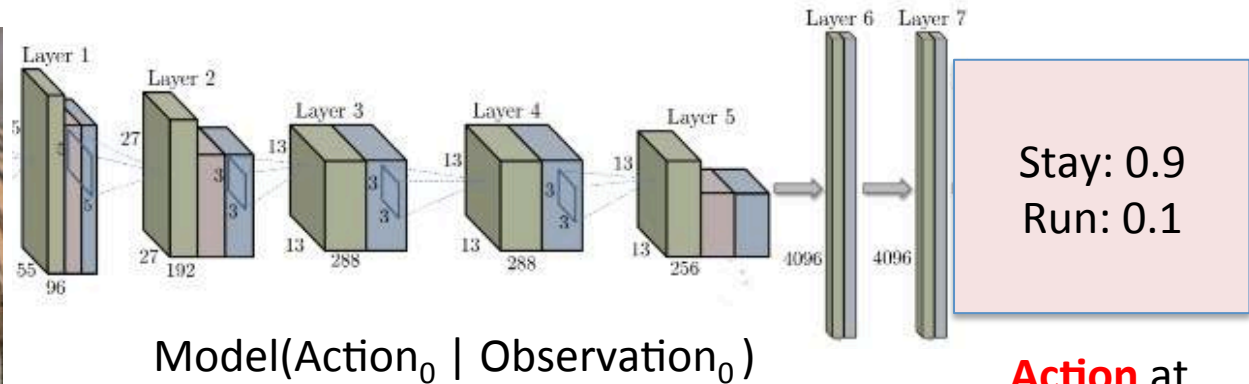 Layer 6 Layer 7
Layer 1
Layer 2
Layer 3
Layer 4
Layer 5
5
5
5
55
96
27
3
3
27
192
13
3
3
13
288
13
3
3
13
288
13
13
256
4096
4096
Stay: 0.9
Run: 0.1
Model(Action₀ | Observation₀ )
Action at